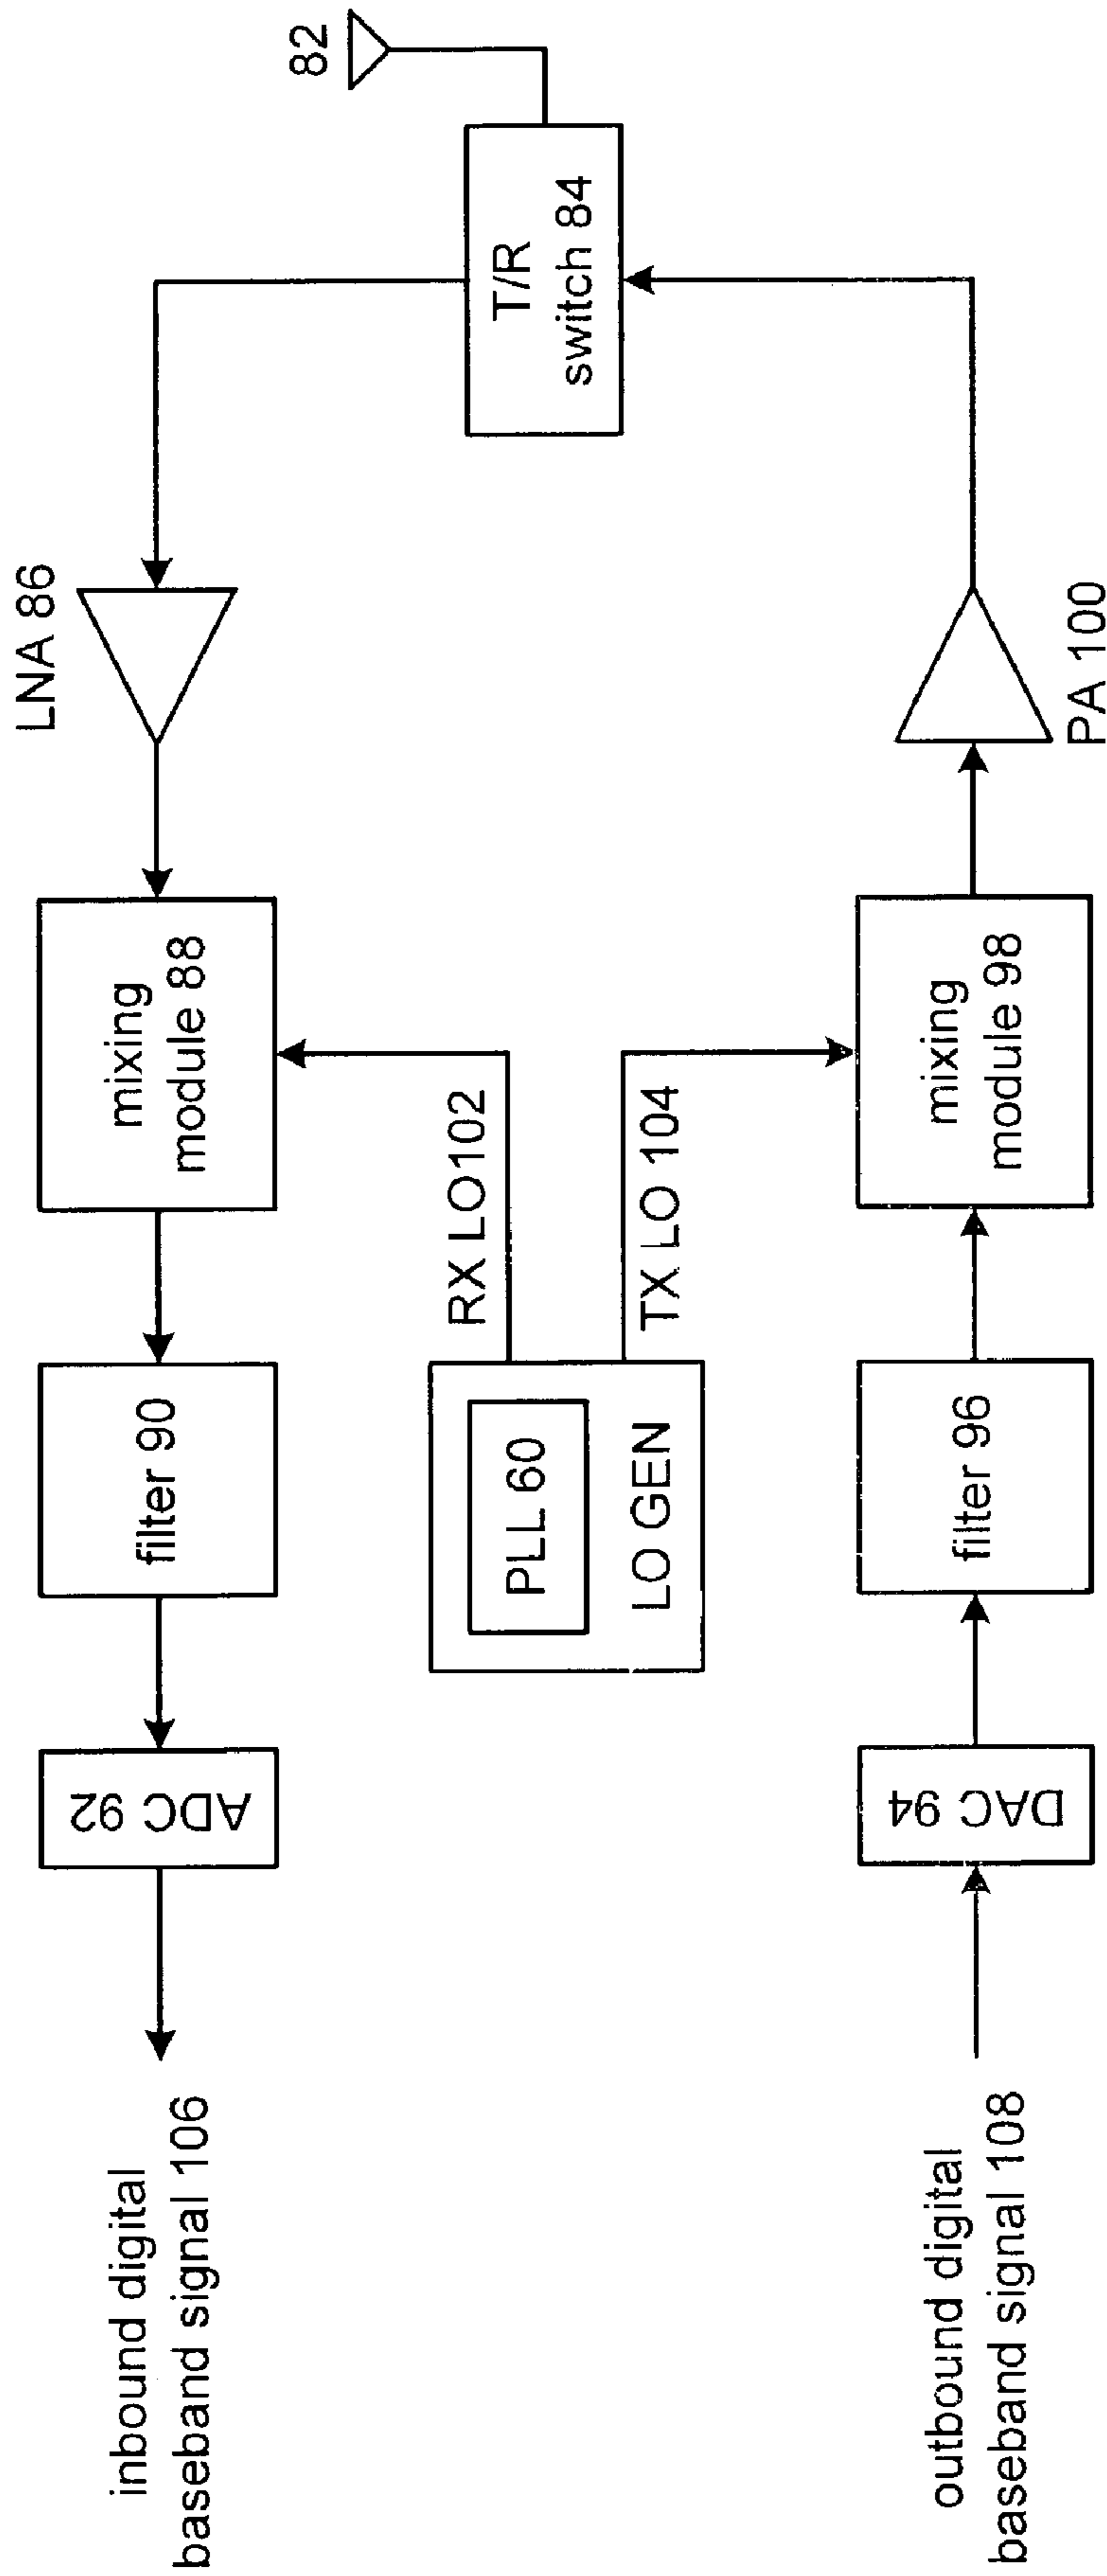 inbound digital
baseband signal 106
ADC 92
filter 90
mixing
module 88
LNA 86
82
T/R
switch 84
RX LO102
PLL 60
LO GEN
TX LO 104
outbound digital
baseband signal 108
DAC 94
filter 96
mixing
module 98
PA 100